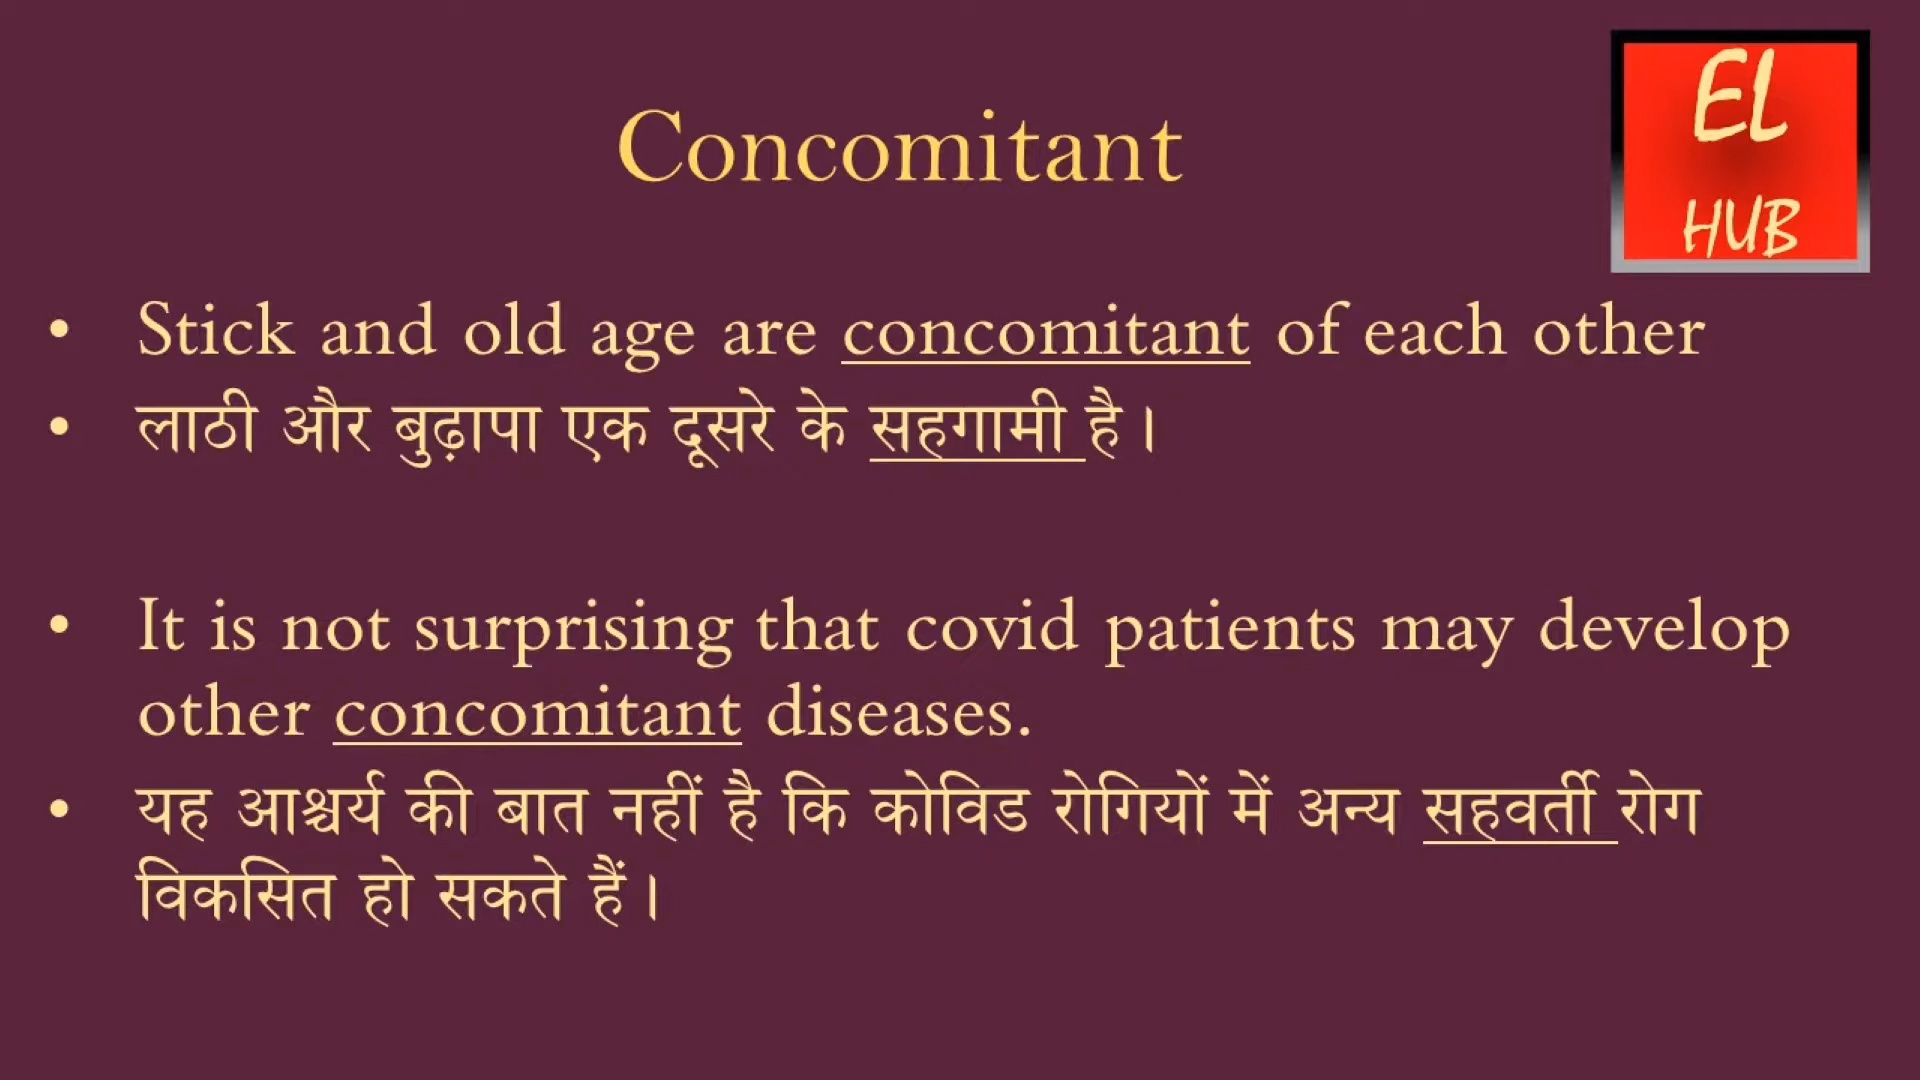 EL
HUB
Concomitant
• Stick and old age are concomitant of each other
• लाठी और बुढ़ापा एक दूसरे के सहगामी है।
• It is not surprising that covid patients may develop
other concomitant diseases.
• यह आश्चर्य की बात नहीं है कि कोविड रोगियों में अन्य सहवर्ती रोग
विकसित हो सकते हैं।